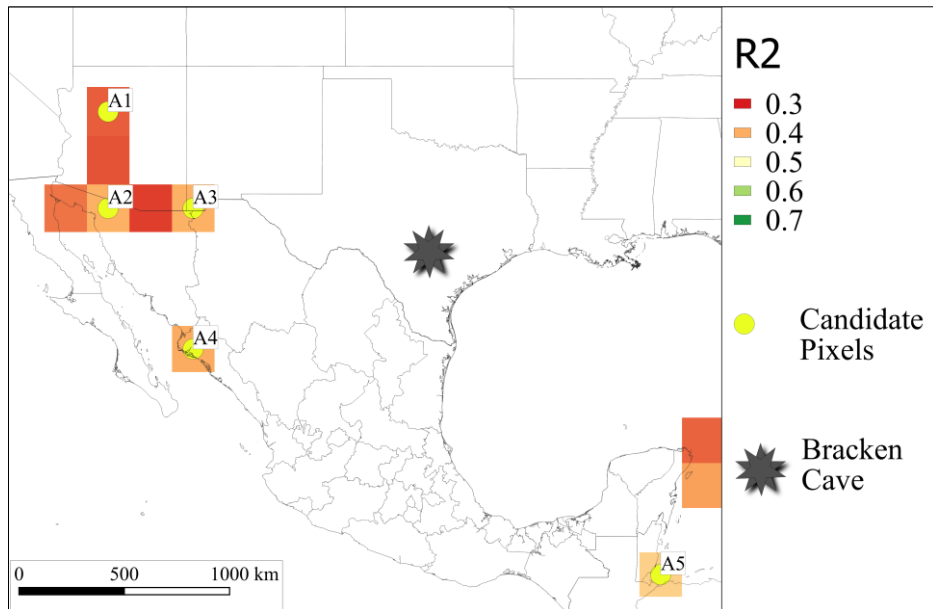 R2
0.3
0.4
0.5
0.6
0.7
Candidate
Pixels
Bracken
Cave
A1
A2
A3
A4
A5
0 500 1000 km